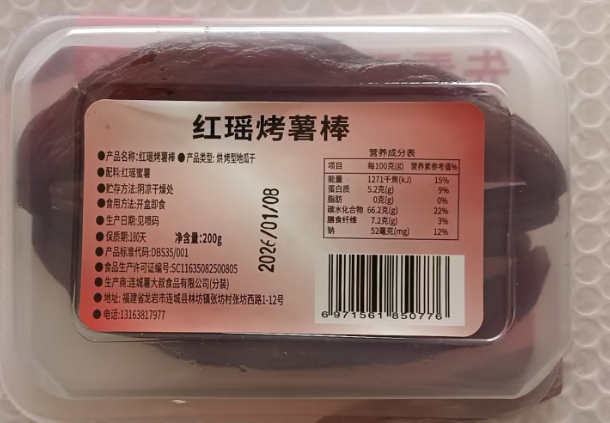 红瑶烤薯棒
●产品名称:红瑶烤薯棒 ●产品类型: 烘烤型地瓜干
●配料:红瑶蜜薯
●贮存方法:阴凉干燥处
●食用方法:开盒即食
●生产日期:见喷码
●保质期:180天 净含量:200g
●产品标准代码:DBS35/001
●食品生产许可证编号:SC11635082500805
●生产商:连城薯大叔食品有限公司(分装)
●地址: 福建省龙岩市连城县林坊镇张坊村张坊西路1-12号
●电话:13163817977
2026/01/08
营养成分表
项目 每100克(g) 营养素参考值%
能量 1271千焦(kJ) 15%
蛋白质 5.2克(g) 9%
脂肪 0克(g) 0%
碳水化合物 66.2克(g) 22%
膳食纤维 7.2克(g) 3%
钠 52毫克(mg) 12%
6 971561 850776